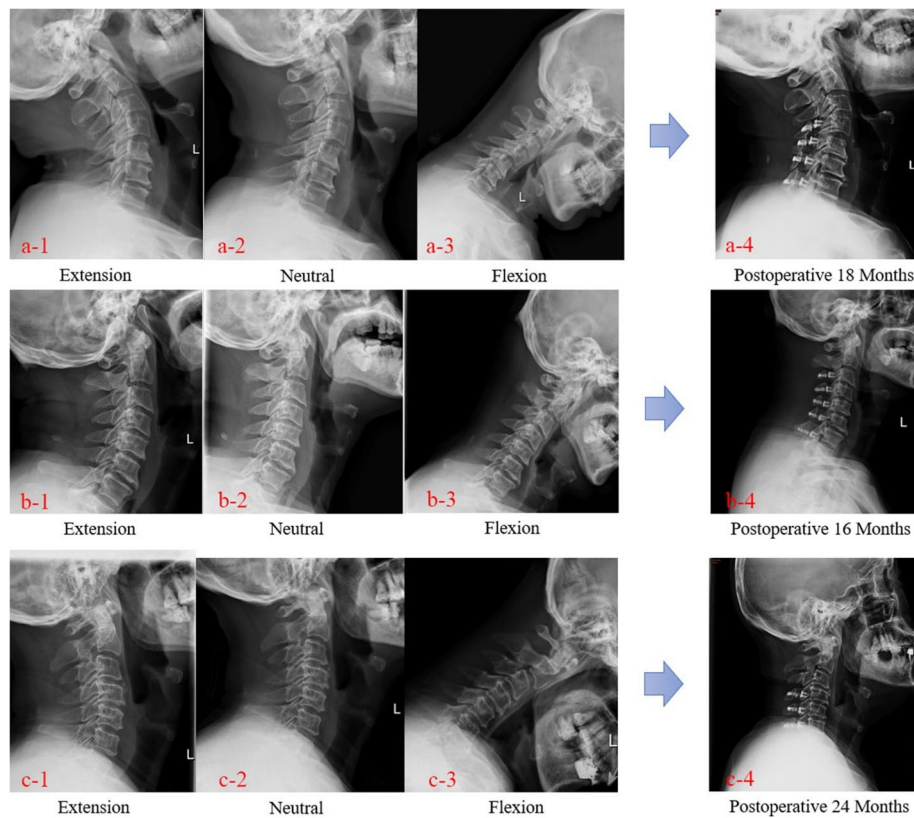 L
L
L
a-1 a-2 a-3 a-4
Extension Neutral Flexion Postoperative 18 Months
L
L
b-1 b-2 b-3 b-4
Extension Neutral Flexion Postoperative 16 Months
L
L
L
L
c-1 c-2 c-3 c-4
Extension Neutral Flexion Postoperative 24 Months